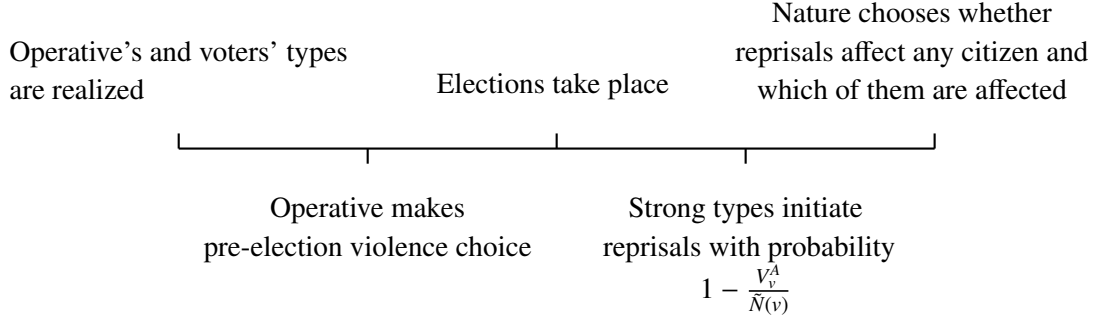 Operative’s and voters’ types
are realized
Elections take place
Nature chooses whether
reprisals affect any citizen and
which of them are affected
Operative makes
pre-election violence choice
Strong types initiate
reprisals with probability
1 − V_v^A / Ñ(v)